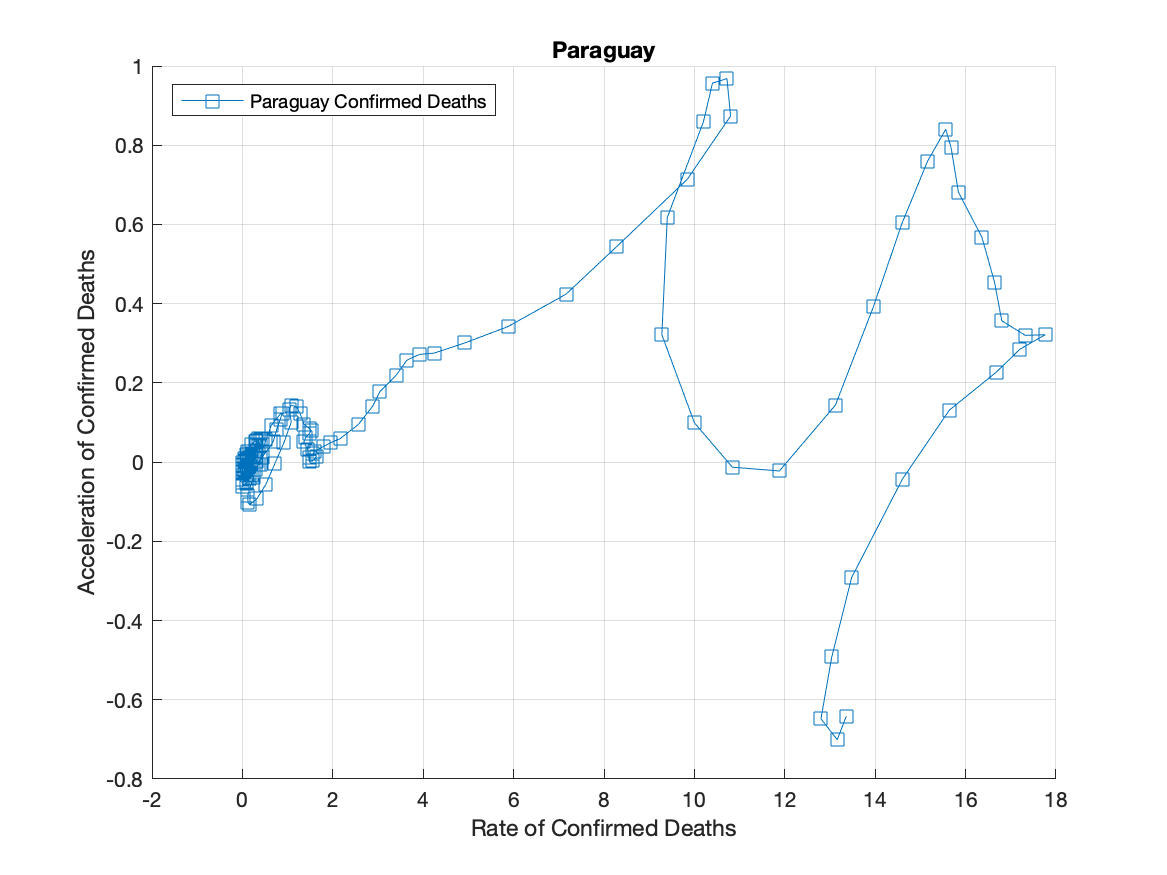 Paraguay
Paraguay Confirmed Deaths
1
0.8
0.6
0.4
0.2
0
-0.2
-0.4
-0.6
-0.8
Acceleration of Confirmed Deaths
-2 0 2 4 6 8 10 12 14 16 18
Rate of Confirmed Deaths